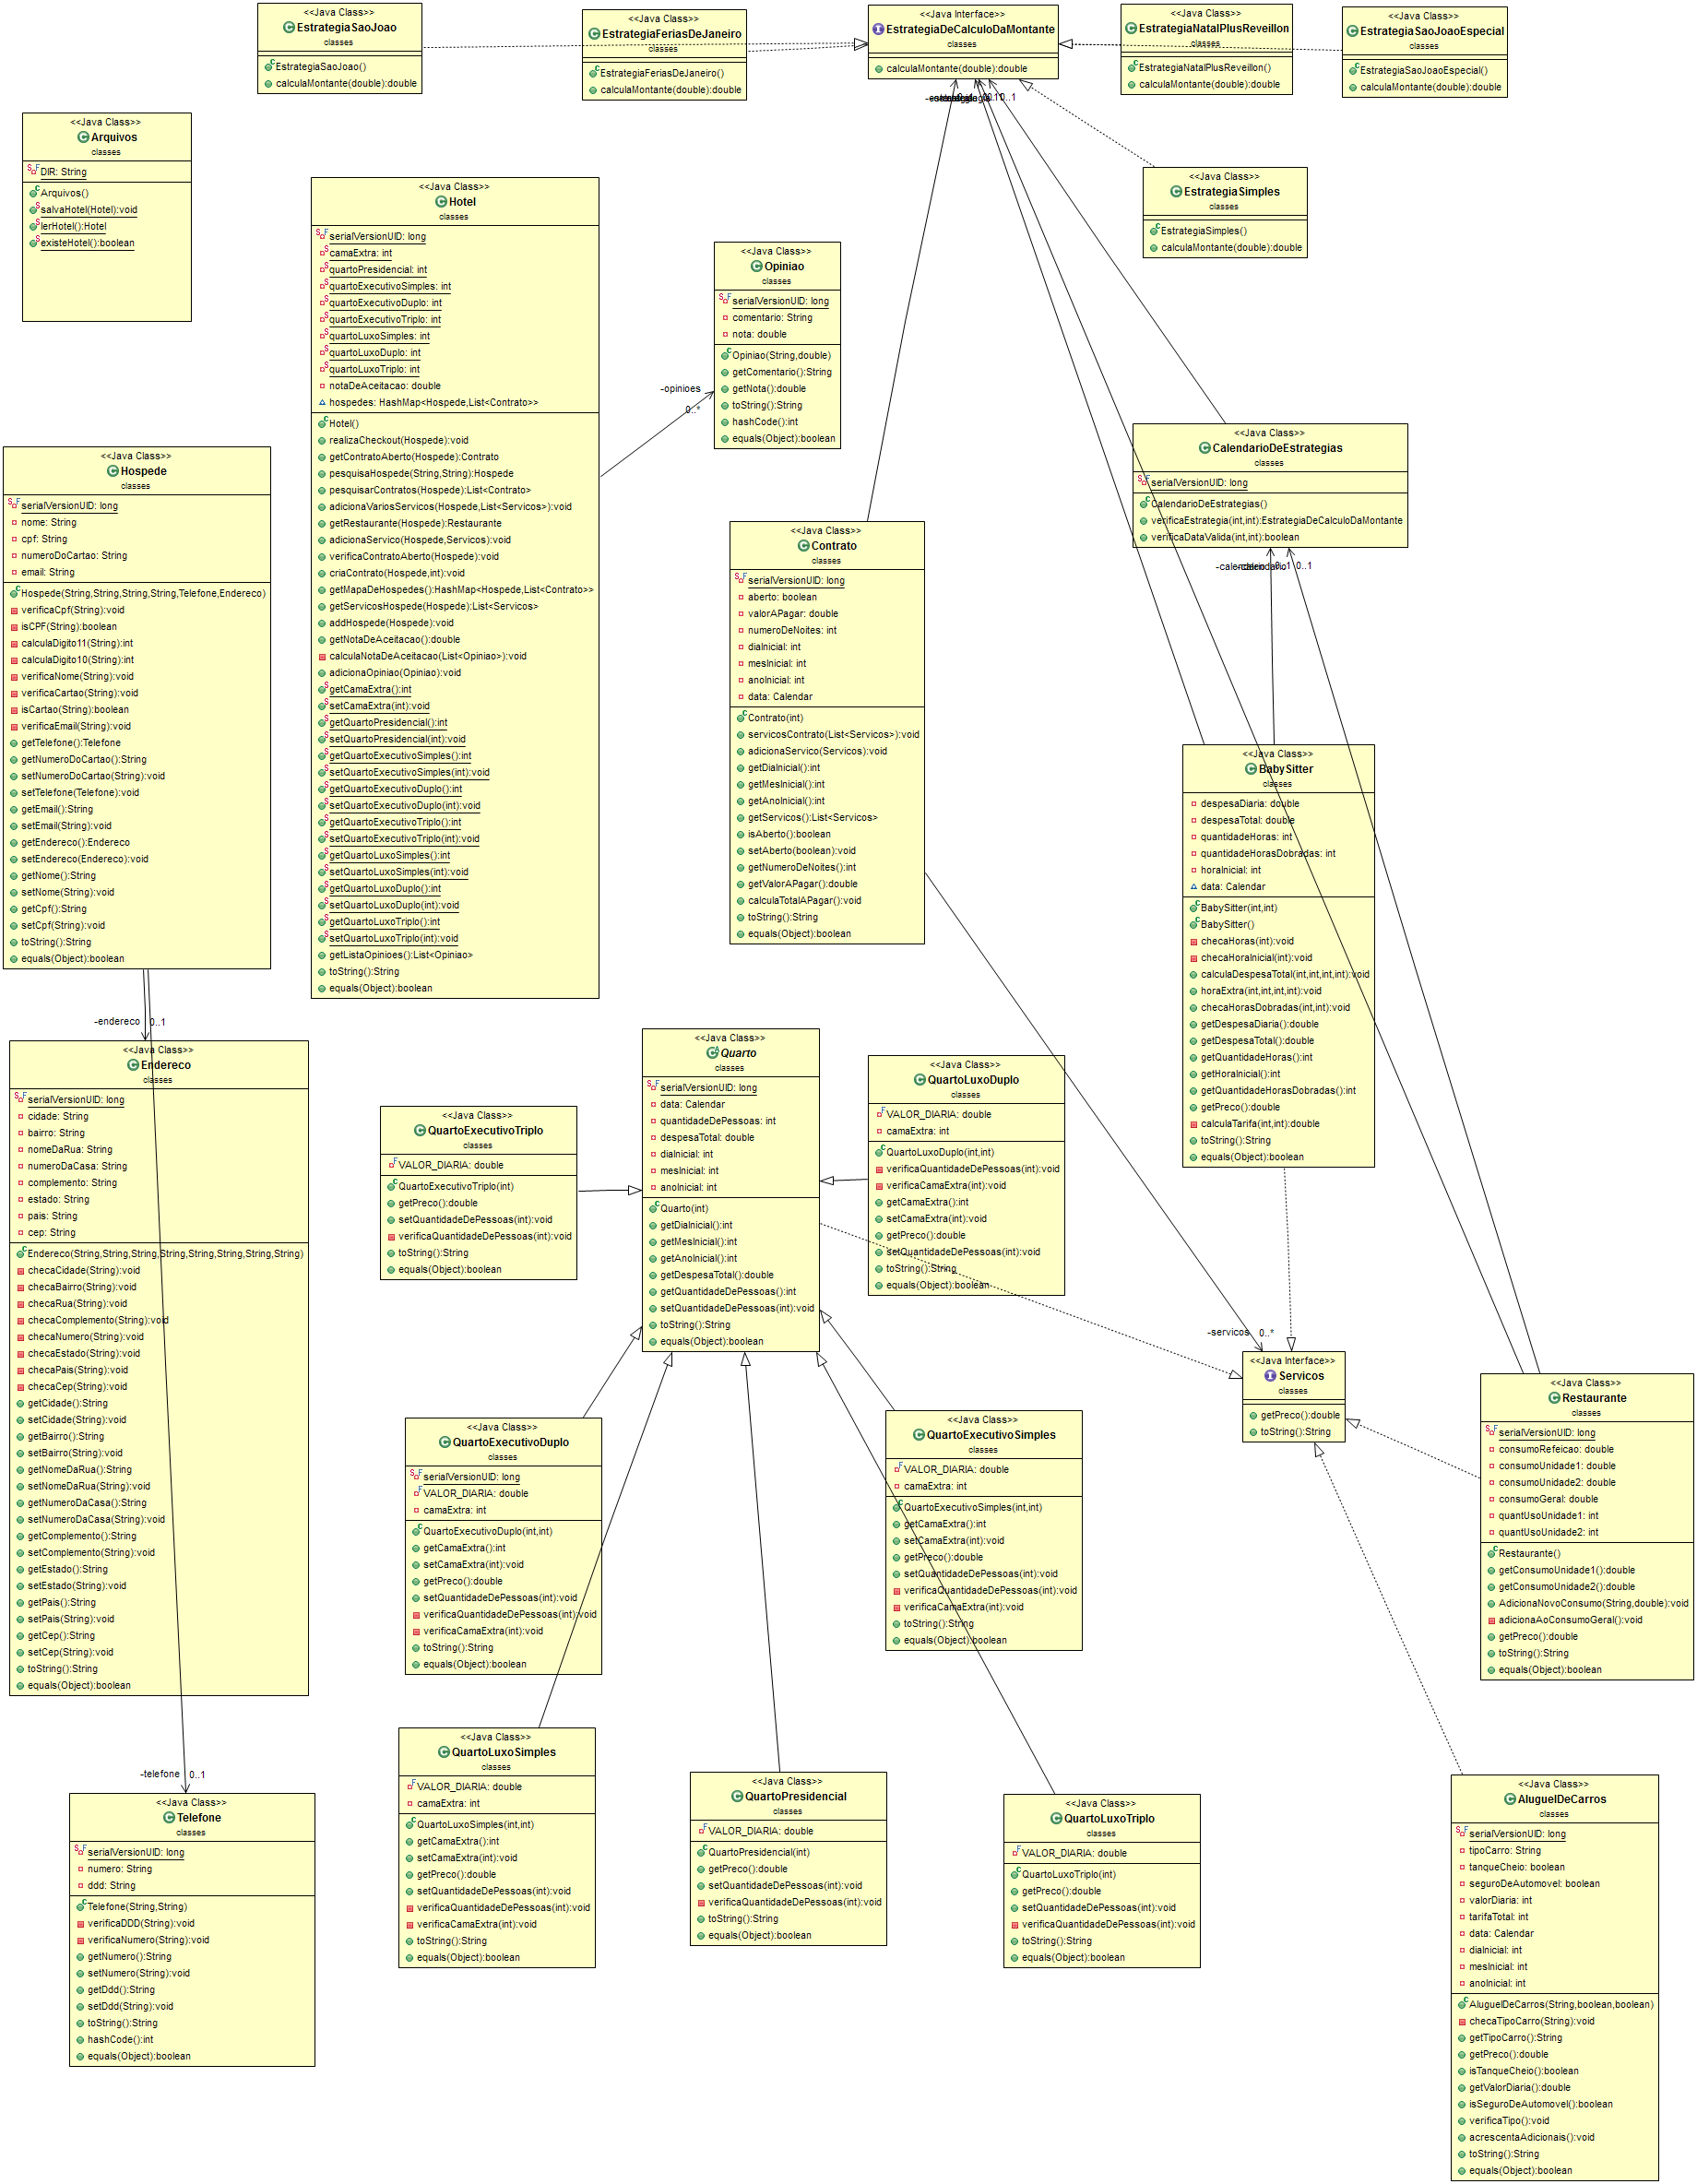 <<Java Class>>
EstrategiaSaoJoao
classes
EstrategiaSaoJoao()
calculaMontante(double):double
<<Java Class>>
EstrategiaFeriasDeJaneiro
classes
EstrategiaFeriasDeJaneiro()
calculaMontante(double):double
<<Java Interface>>
EstrategiaDeCalculoDaMontante
classes
calculaMontante(double):double
<<Java Class>>
EstrategiaNatalPlusReveillon
classes
EstrategiaNatalPlusReveillon()
calculaMontante(double):double
<<Java Class>>
EstrategiaSaoJoaoEspecial
classes
EstrategiaSaoJoaoEspecial()
calculaMontante(double):double
0..1
<<Java Class>>
Arquivos
classes
DIR: String
Arquivos()
salvaHotel(Hotel):void
lerHotel():Hotel
existeHotel():boolean
<<Java Class>>
EstrategiaSimples
classes
EstrategiaSimples()
calculaMontante(double):double
<<Java Class>>
Hotel
classes
serialVersionUID: long
camaExtra: int
quartoPresidencial: int
quartoExecutivoSimples: int
quartoExecutivoDuplo: int
quartoExecutivoTriplo: int
quartoLuxoSimples: int
quartoLuxoDuplo: int
quartoLuxoTriplo: int
notaDeAceitacao: double
hospedes: HashMap<Hospede,List<Contrato>>
Hotel()
realizaCheckout(Hospede):void
getContratoAberto(Hospede):Contrato
pesquisaHospede(String,String):Hospede
pesquisarContratos(Hospede):List<Contrato>
adicionaVariosServicos(Hospede,List<Servicos>):void
getRestaurante(Hospede):Restaurante
adicionaServico(Hospede,Servicos):void
verificaContratoAberto(Hospede):void
criaContrato(Hospede,int):void
getMapaDeHospedes():HashMap<Hospede,List<Contrato>>
getServicosHospede(Hospede):List<Servicos>
addHospede(Hospede):void
getNotaDeAceitacao():double
calculaNotaDeAceitacao(List<Opiniao>):void
adicionaOpiniao(Opiniao):void
getCamaExtra():int
setCamaExtra(int):void
getQuartoPresidencial():int
setQuartoPresidencial(int):void
getQuartoExecutivoSimples():int
setQuartoExecutivoSimples(int):void
getQuartoExecutivoDuplo():int
setQuartoExecutivoDuplo(int):void
getQuartoExecutivoTriplo():int
setQuartoExecutivoTriplo(int):void
getQuartoLuxoSimples():int
setQuartoLuxoSimples(int):void
getQuartoLuxoDuplo():int
setQuartoLuxoDuplo(int):void
getQuartoLuxoTriplo():int
setQuartoLuxoTriplo(int):void
getListaOpinioes():List<Opiniao>
toString():String
equals(Object):boolean
-opinioes
0..*
<<Java Class>>
Opiniao
classes
serialVersionUID: long
comentario: String
nota: double
Opiniao(String,double)
getComentario():String
getNota():double
toString():String
hashCode():int
equals(Object):boolean
<<Java Class>>
CalendarioDeEstrategias
classes
serialVersionUID: long
CalendarioDeEstrategias()
verificaEstrategia(int,int):EstrategiaDeCalculoDaMontante
verificaDataValida(int,int):boolean
0..1
<<Java Class>>
Hospede
classes
serialVersionUID: long
nome: String
cpf: String
numeroDoCartao: String
email: String
Hospede(String,String,String,String,Telefone,Endereco)
verificaCpf(String):void
isCPF(String):boolean
calculaDigito11(String):int
calculaDigito10(String):int
verificaNome(String):void
verificaCartao(String):void
isCartao(String):boolean
verificaEmail(String):void
getTelefone():Telefone
getNumeroDoCartao():String
setNumeroDoCartao(String):void
setTelefone(Telefone):void
getEmail():String
setEmail(String):void
getEndereco():Endereco
setEndereco(Endereco):void
getNome():String
setNome(String):void
getCpf():String
setCpf(String):void
toString():String
equals(Object):boolean
<<Java Class>>
Contrato
classes
serialVersionUID: long
aberto: boolean
valorAPagar: double
numeroDeNoites: int
diaInicial: int
mesInicial: int
anoInicial: int
data: Calendar
Contrato(int)
servicosContrato(List<Servicos>):void
adicionaServico(Servicos):void
getDiaInicial():int
getMesInicial():int
getAnoInicial():int
getServicos():List<Servicos>
isAberto():boolean
setAberto(boolean):void
getNumeroDeNoites():int
getValorAPagar():double
calculaTotalAPagar():void
toString():String
equals(Object):boolean
<<Java Class>>
BabySitter
classes
despesaDiaria: double
despesaTotal: double
quantidadeHoras: int
quantidadeHorasDobradas: int
horaInicial: int
data: Calendar
BabySitter(int,int)
BabySitter()
checaHoras(int):void
checaHoraInicial(int):void
calculaDespesaTotal(int,int,int,int):void
horaExtra(int,int,int,int):void
checaHorasDobradas(int,int):void
getDespesaDiaria():double
getDespesaTotal():double
getQuantidadeHoras():int
getHoraInicial():int
getQuantidadeHorasDobradas():int
getPreco():double
calculaTarifa(int,int):double
toString():String
equals(Object):boolean
-endereco
0..1
<<Java Class>>
Endereco
classes
serialVersionUID: long
cidade: String
bairro: String
nomeDaRua: String
numeroDaCasa: String
complemento: String
estado: String
pais: String
cep: String
Endereco(String,String,String,String,String,String,String,String)
checaCidade(String):void
checaBairro(String):void
checaRua(String):void
checaComplemento(String):void
checaNumero(String):void
checaEstado(String):void
checaPais(String):void
checaCep(String):void
getCidade():String
setCidade(String):void
getBairro():String
setBairro(String):void
getNomeDaRua():String
setNomeDaRua(String):void
getNumeroDaCasa():String
setNumeroDaCasa(String):void
getComplemento():String
setComplemento(String):void
getEstado():String
setEstado(String):void
getPais():String
setPais(String):void
getCep():String
setCep(String):void
toString():String
equals(Object):boolean
<<Java Class>>
Quarto
classes
serialVersionUID: long
data: Calendar
quantidadeDePessoas: int
despesaTotal: double
diaInicial: int
mesInicial: int
anoInicial: int
Quarto(int)
getDiaInicial():int
getMesInicial():int
getAnoInicial():int
getDespesaTotal():double
getQuantidadeDePessoas():int
setQuantidadeDePessoas(int):void
toString():String
equals(Object):boolean
<<Java Class>>
QuartoLuxoDuplo
classes
VALOR_DIARIA: double
camaExtra: int
QuartoLuxoDuplo(int,int)
verificaQuantidadeDePessoas(int):void
verificaCamaExtra(int):void
getCamaExtra():int
setCamaExtra(int):void
getPreco():double
setQuantidadeDePessoas(int):void
toString():String
equals(Object):boolean
<<Java Class>>
QuartoExecutivoTriplo
classes
VALOR_DIARIA: double
QuartoExecutivoTriplo(int)
getPreco():double
setQuantidadeDePessoas(int):void
verificaQuantidadeDePessoas(int):void
toString():String
equals(Object):boolean
-servicos
0..*
<<Java Interface>>
Servicos
classes
getPreco():double
toString():String
<<Java Class>>
Restaurante
classes
serialVersionUID: long
consumoRefeicao: double
consumoUnidade1: double
consumoUnidade2: double
consumoGeral: double
quantUsoUnidade1: int
quantUsoUnidade2: int
Restaurante()
getConsumoUnidade1():double
getConsumoUnidade2():double
AdicionaNovoConsumo(String,double):void
adicionaAoConsumoGeral():void
getPreco():double
toString():String
equals(Object):boolean
<<Java Class>>
QuartoExecutivoDuplo
classes
serialVersionUID: long
VALOR_DIARIA: double
camaExtra: int
QuartoExecutivoDuplo(int,int)
getCamaExtra():int
setCamaExtra(int):void
getPreco():double
setQuantidadeDePessoas(int):void
verificaQuantidadeDePessoas(int):void
verificaCamaExtra(int):void
toString():String
equals(Object):boolean
<<Java Class>>
QuartoExecutivoSimples
classes
VALOR_DIARIA: double
camaExtra: int
QuartoExecutivoSimples(int,int)
getCamaExtra():int
setCamaExtra(int):void
getPreco():double
setQuantidadeDePessoas(int):void
verificaQuantidadeDePessoas(int):void
verificaCamaExtra(int):void
toString():String
equals(Object):boolean
-telefone
0..1
<<Java Class>>
Telefone
classes
serialVersionUID: long
numero: String
ddd: String
Telefone(String,String)
verificaDDD(String):void
verificaNumero(String):void
getNumero():String
setNumero(String):void
getDdd():String
setDdd(String):void
toString():String
hashCode():int
equals(Object):boolean
<<Java Class>>
QuartoLuxoSimples
classes
VALOR_DIARIA: double
camaExtra: int
QuartoLuxoSimples(int,int)
getCamaExtra():int
setCamaExtra(int):void
getPreco():double
setQuantidadeDePessoas(int):void
verificaQuantidadeDePessoas(int):void
verificaCamaExtra(int):void
toString():String
equals(Object):boolean
<<Java Class>>
QuartoPresidencial
classes
VALOR_DIARIA: double
QuartoPresidencial(int)
getPreco():double
setQuantidadeDePessoas(int):void
verificaQuantidadeDePessoas(int):void
toString():String
equals(Object):boolean
<<Java Class>>
QuartoLuxoTriplo
classes
VALOR_DIARIA: double
QuartoLuxoTriplo(int)
getPreco():double
setQuantidadeDePessoas(int):void
verificaQuantidadeDePessoas(int):void
toString():String
equals(Object):boolean
<<Java Class>>
AluguelDeCarros
classes
serialVersionUID: long
tipoCarro: String
tanqueCheio: boolean
seguroDeAutomovel: boolean
valorDiaria: int
tarifaTotal: int
data: Calendar
diaInicial: int
mesInicial: int
anoInicial: int
AluguelDeCarros(String,boolean,boolean)
checaTipoCarro(String):void
getTipoCarro():String
getPreco():double
isTanqueCheio():boolean
getValorDiaria():double
isSeguroDeAutomovel():boolean
verificaTipo():void
acrescentaAdicionais():void
toString():String
equals(Object):boolean